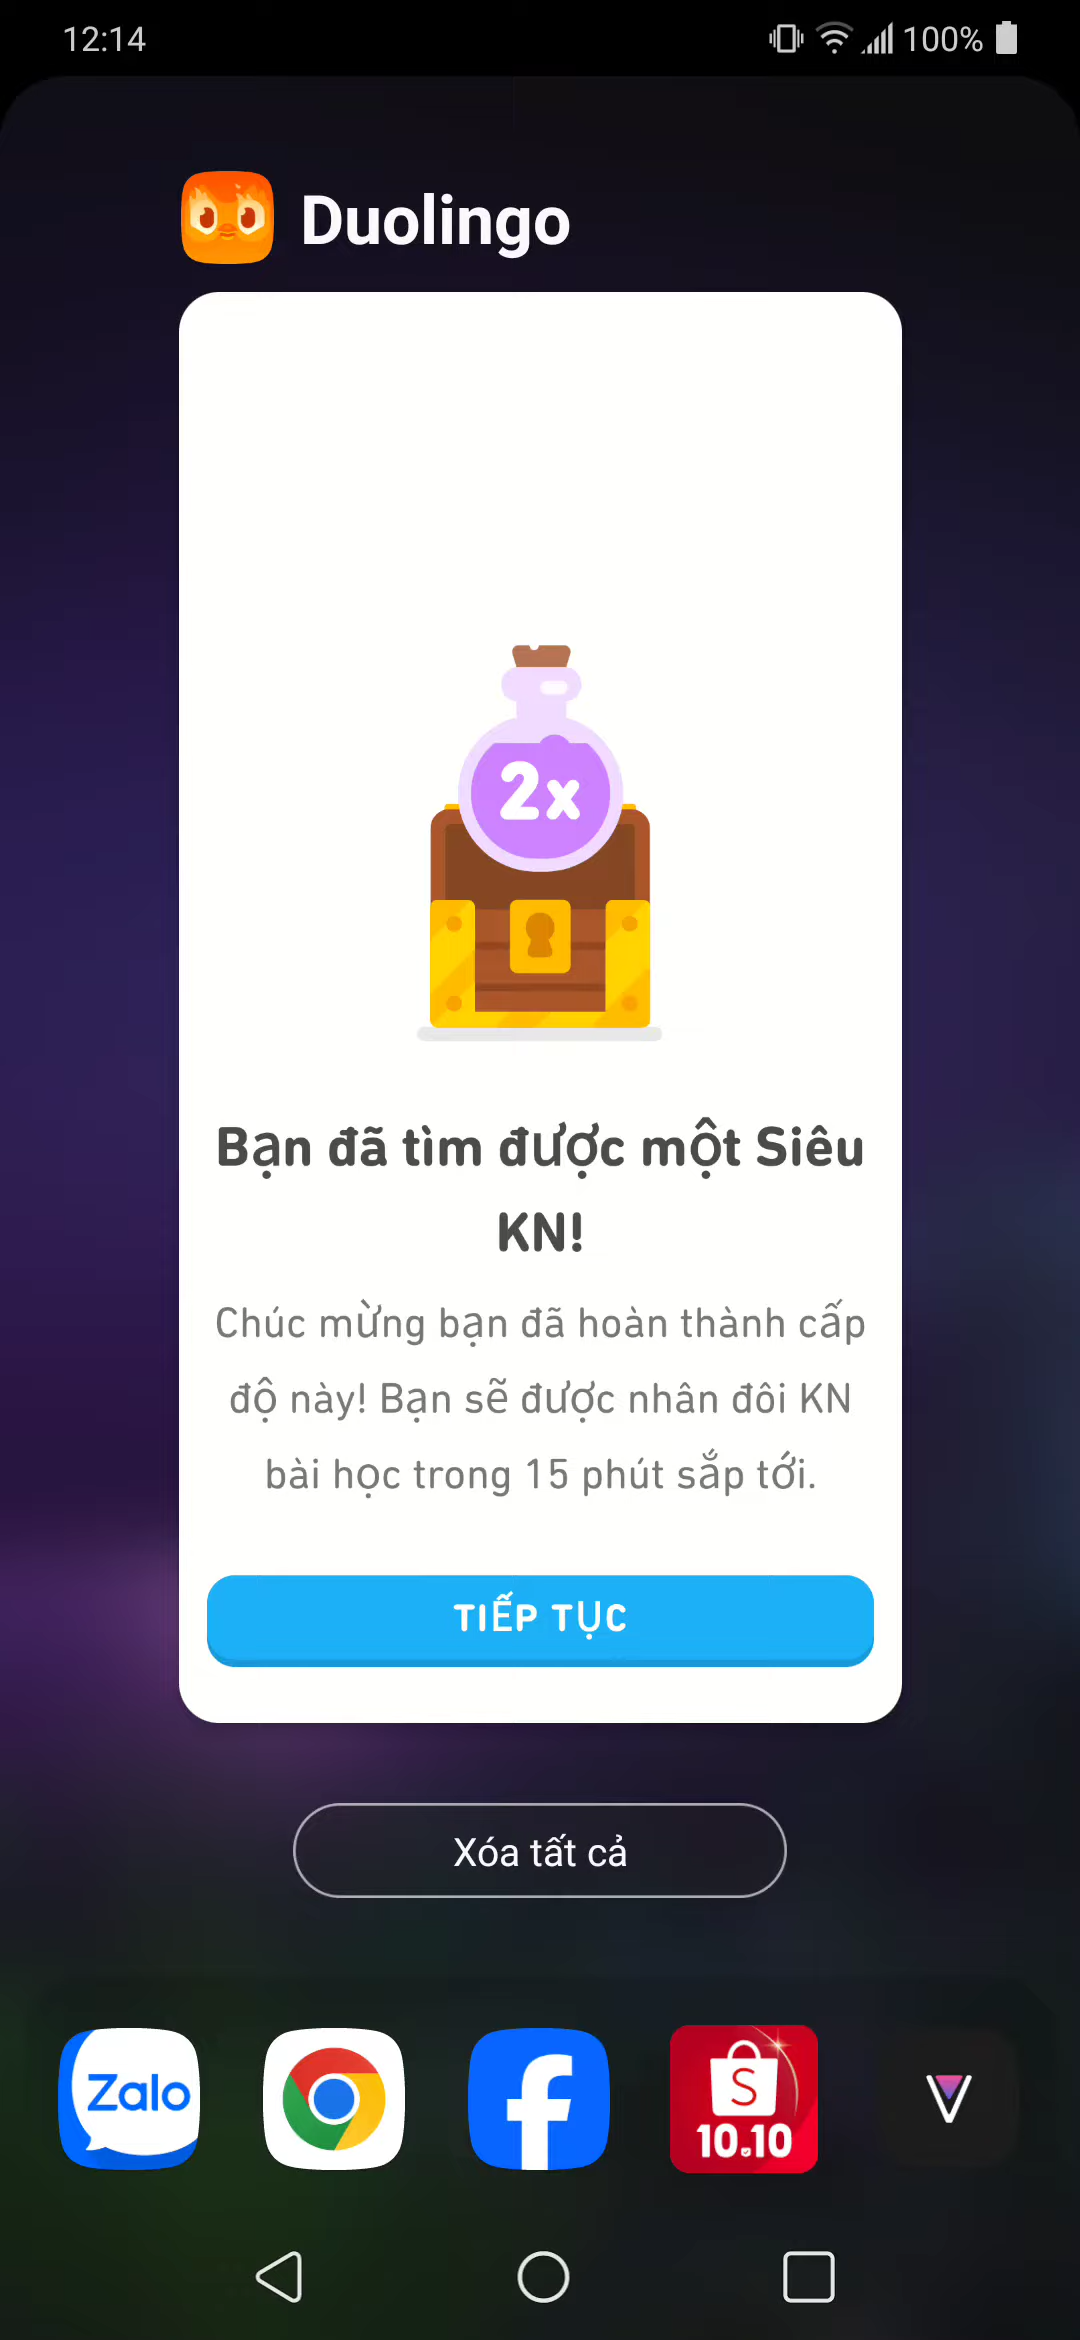 12:14
100%
Duolingo
2x
Bạn đã tìm được một Siêu
KN!
Chúc mừng bạn đã hoàn thành cấp
độ này! Bạn sẽ được nhân đôi KN
bài học trong 15 phút sắp tới.
TIẾP TỤC
Xóa tất cả
Zalo
f
S
10.10
V